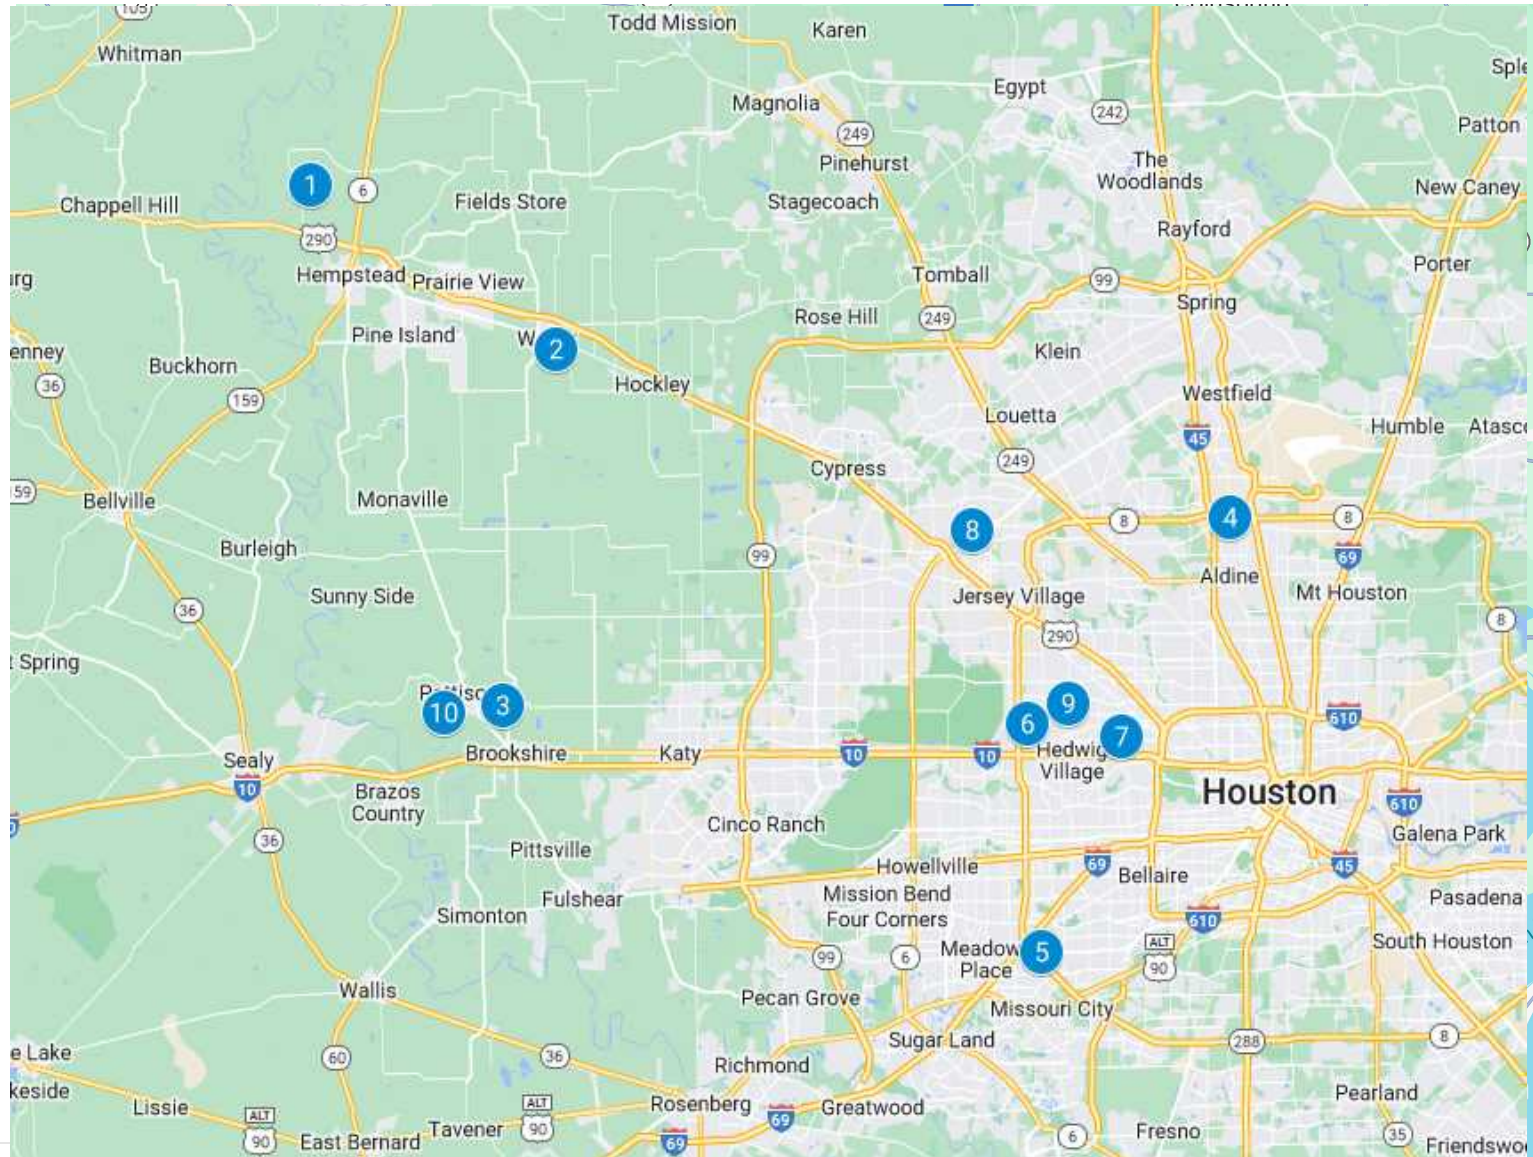 105
Todd Mission
Karen
Whitman
Egypt
Magnolia
242
249
Patton
Pinehurst
The
Woodlands
1
6
New Caney
Chappell Hill
Fields Store
Stagecoach
Rayford
290
Hempstead
Prairie View
Tomball
99
Porter
Spring
Rose Hill
249
Pine Island
2
Klein
Buckhorn
Hockley
36
159
Westfield
Louetta
Humble
45
249
Cypress
59
Bellville
Monaville
8
8
4
8
Burleigh
99
69
Aldine
Sunny Side
Jersey Village
Mt Houston
36
8
290
t Spring
10
3
6
9
7
610
Sealy
Brookshire
Katy
10
10
Hedwig
Village
10
Brazos
Country
Houston
610
Cinco Ranch
36
Galena Park
Pittsville
Howellville
69
Bellaire
45
Mission Bend
Fulshear
Four Corners
Simonton
610
Pasadena
Meadow
Place
5
ALT
90
South Houston
99
6
Wallis
Pecan Grove
Missouri City
Sugar Land
288
8
e Lake
60
36
Richmond
keside
Pearland
Lissie
ALT
90
ALT
90
Rosenberg
69
Greatwood
Tavener
East Bernard
69
6
Fresno
35